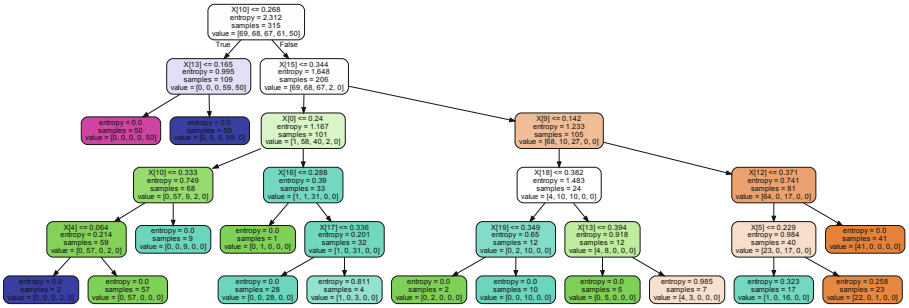 X[10] <= 0.268
entropy = 2.312
samples = 315
value = [69, 68, 67, 61, 50]
True
False
X[13] <= 0.165
entropy = 0.995
samples = 109
value = [0, 0, 0, 59, 50]
X[15] <= 0.344
entropy = 1.648
samples = 206
value = [69, 68, 67, 2, 0]
entropy = 0.0
samples = 50
value = [0, 0, 0, 0, 50]
entropy = 0.0
samples = 59
value = [0, 0, 0, 59, 0]
X[0] <= 0.24
entropy = 1.167
samples = 101
value = [1, 58, 40, 2, 0]
X[9] <= 0.142
entropy = 1.233
samples = 105
value = [68, 10, 27, 0, 0]
X[10] <= 0.333
entropy = 0.749
samples = 68
value = [0, 57, 9, 2, 0]
X[16] <= 0.288
entropy = 0.39
samples = 33
value = [1, 1, 31, 0, 0]
X[18] <= 0.382
entropy = 1.483
samples = 24
value = [4, 10, 10, 0, 0]
X[12] <= 0.371
entropy = 0.741
samples = 81
value = [64, 0, 17, 0, 0]
X[4] <= 0.064
entropy = 0.214
samples = 59
value = [0, 57, 0, 2, 0]
entropy = 0.0
samples = 9
value = [0, 0, 9, 0, 0]
entropy = 0.0
samples = 1
value = [0, 1, 0, 0, 0]
X[17] <= 0.336
entropy = 0.201
samples = 32
value = [1, 0, 31, 0, 0]
X[19] <= 0.349
entropy = 0.65
samples = 12
value = [0, 2, 10, 0, 0]
X[13] <= 0.394
entropy = 0.918
samples = 12
value = [4, 8, 0, 0, 0]
X[5] <= 0.229
entropy = 0.984
samples = 40
value = [23, 0, 17, 0, 0]
entropy = 0.0
samples = 41
value = [41, 0, 0, 0, 0]
entropy = 0.0
samples = 2
value = [0, 0, 0, 2, 0]
entropy = 0.0
samples = 57
value = [0, 57, 0, 0, 0]
entropy = 0.0
samples = 28
value = [0, 0, 28, 0, 0]
entropy = 0.811
samples = 4
value = [1, 0, 3, 0, 0]
entropy = 0.0
samples = 2
value = [0, 2, 0, 0, 0]
entropy = 0.0
samples = 10
value = [0, 0, 10, 0, 0]
entropy = 0.0
samples = 5
value = [0, 5, 0, 0, 0]
entropy = 0.985
samples = 7
value = [4, 3, 0, 0, 0]
entropy = 0.323
samples = 17
value = [1, 0, 16, 0, 0]
entropy = 0.258
samples = 23
value = [22, 0, 1, 0, 0]